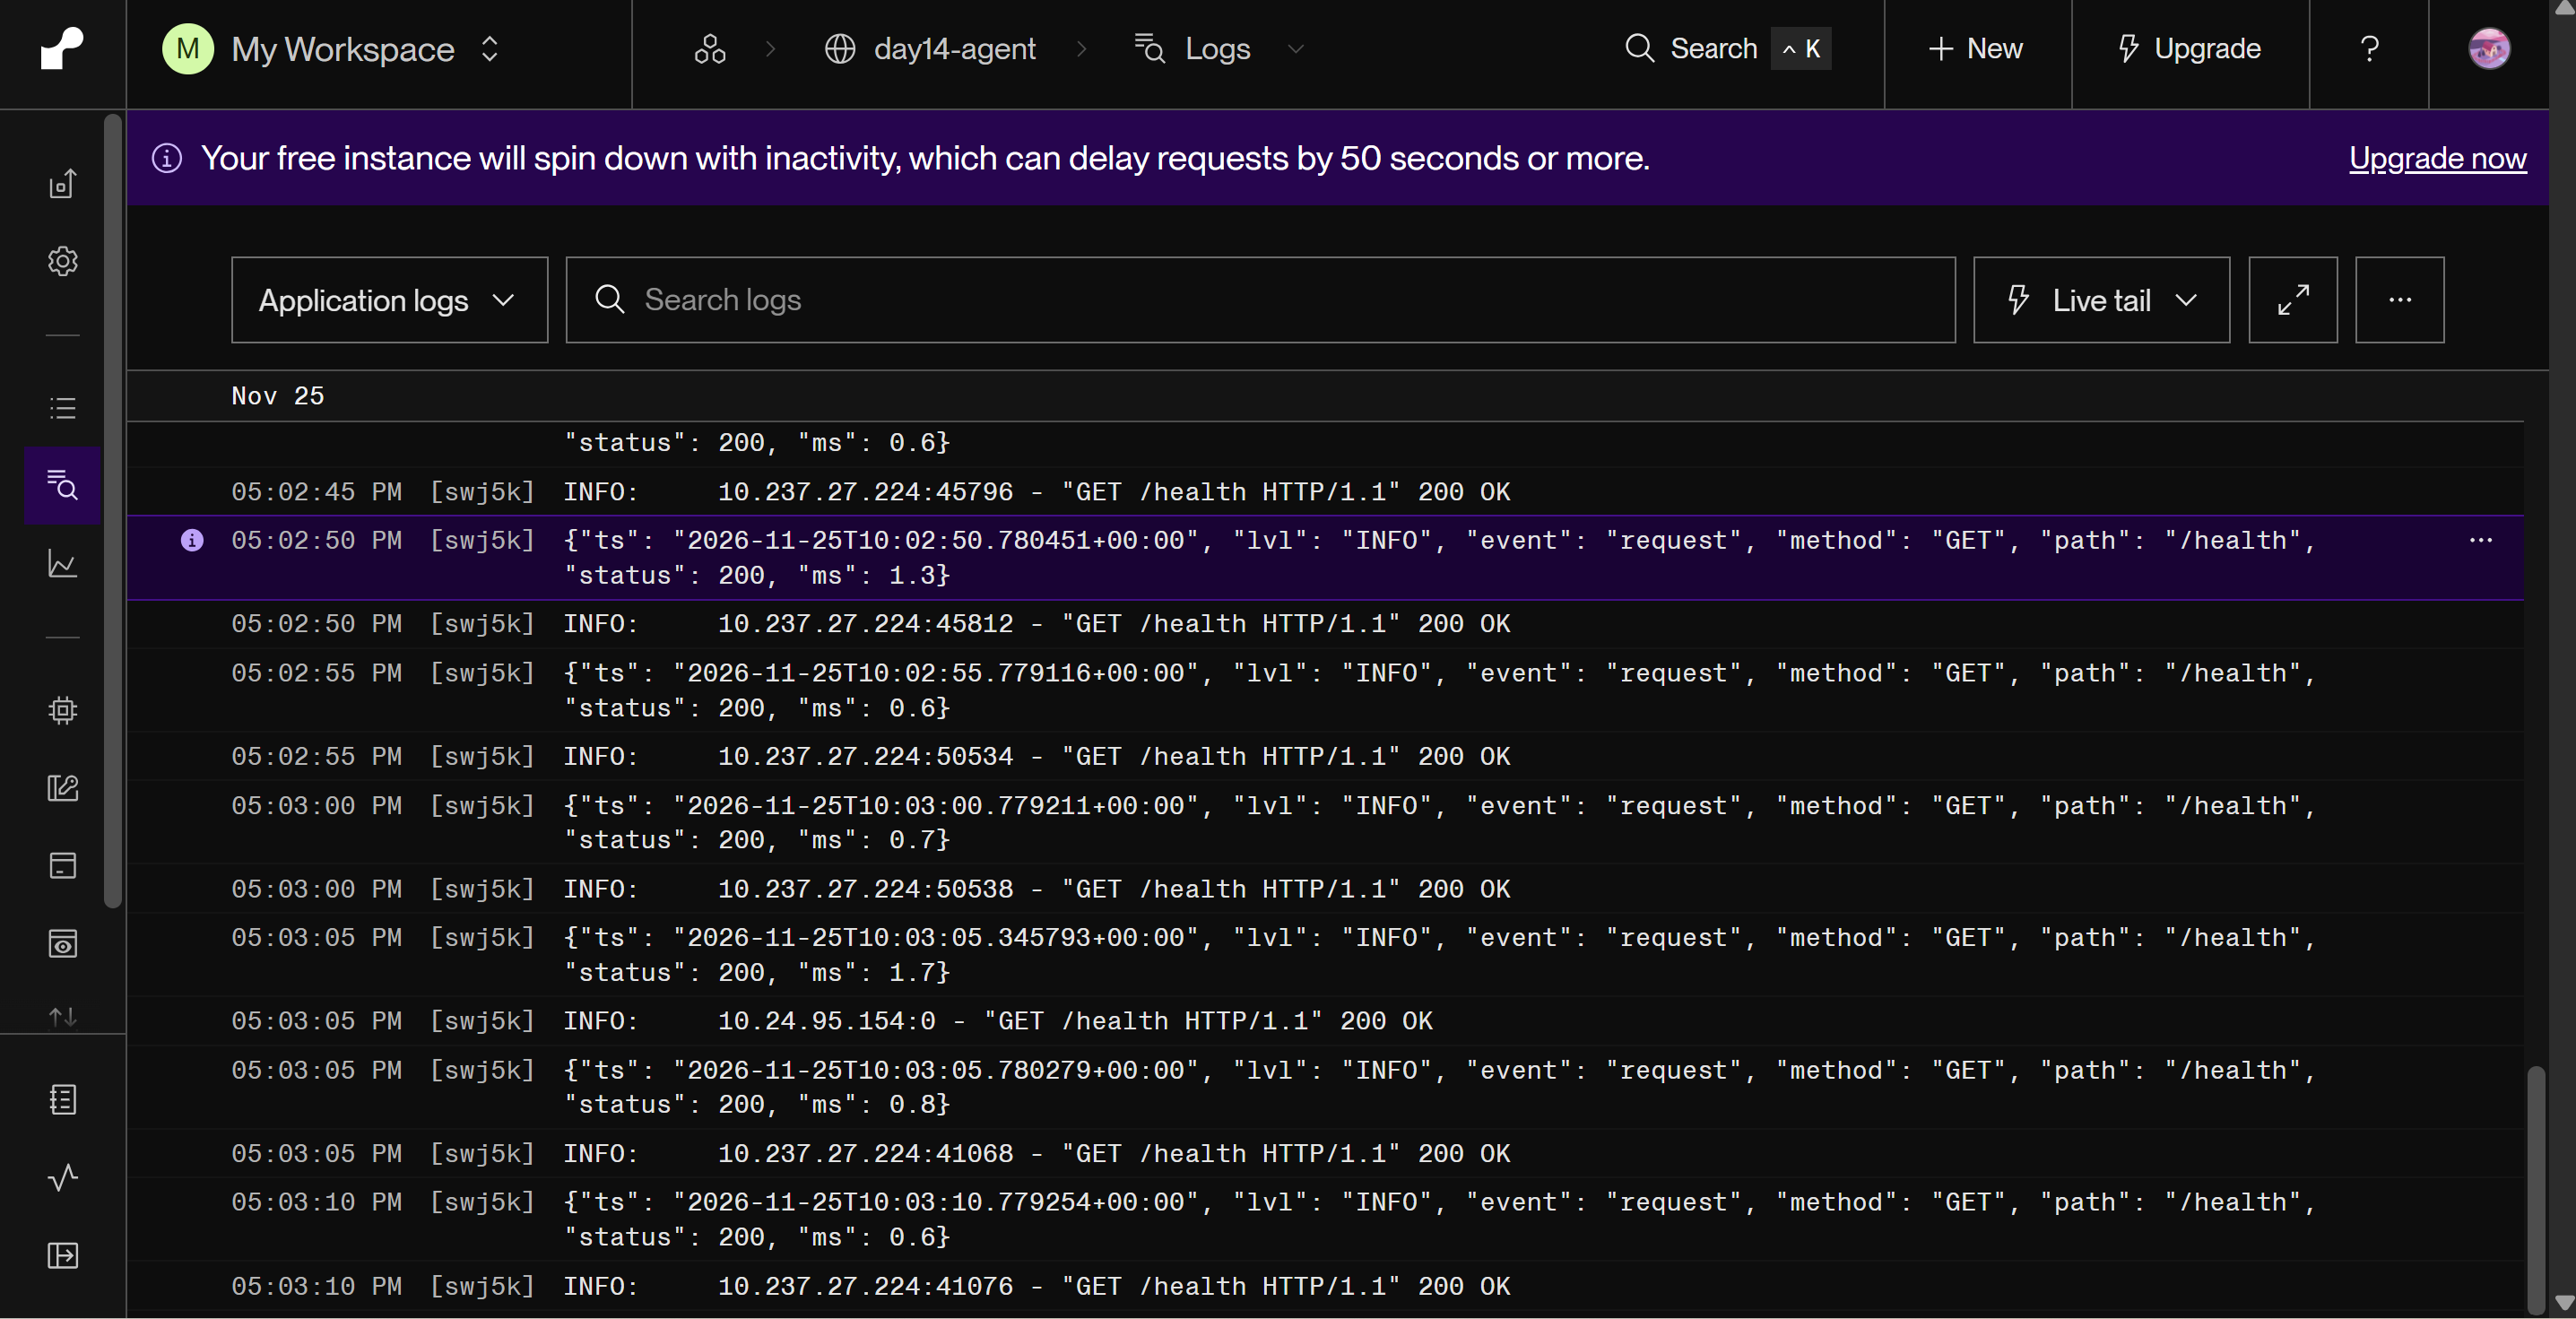 M My Workspace
day14-agent
Logs
Search ^ K
+ New
Upgrade
?
Your free instance will spin down with inactivity, which can delay requests by 50 seconds or more.
Upgrade now
Application logs
Search logs
Live tail
Nov 25
"status": 200, "ms": 0.6}
05:02:45 PM [swj5k] INFO:     10.237.27.224:45796 - "GET /health HTTP/1.1" 200 OK
05:02:50 PM [swj5k] {"ts": "2026-11-25T10:02:50.780451+00:00", "lvl": "INFO", "event": "request", "method": "GET", "path": "/health",
"status": 200, "ms": 1.3}
05:02:50 PM [swj5k] INFO:     10.237.27.224:45812 - "GET /health HTTP/1.1" 200 OK
05:02:55 PM [swj5k] {"ts": "2026-11-25T10:02:55.779116+00:00", "lvl": "INFO", "event": "request", "method": "GET", "path": "/health",
"status": 200, "ms": 0.6}
05:02:55 PM [swj5k] INFO:     10.237.27.224:50534 - "GET /health HTTP/1.1" 200 OK
05:03:00 PM [swj5k] {"ts": "2026-11-25T10:03:00.779211+00:00", "lvl": "INFO", "event": "request", "method": "GET", "path": "/health",
"status": 200, "ms": 0.7}
05:03:00 PM [swj5k] INFO:     10.237.27.224:50538 - "GET /health HTTP/1.1" 200 OK
05:03:05 PM [swj5k] {"ts": "2026-11-25T10:03:05.345793+00:00", "lvl": "INFO", "event": "request", "method": "GET", "path": "/health",
"status": 200, "ms": 1.7}
05:03:05 PM [swj5k] INFO:     10.24.95.154:0 - "GET /health HTTP/1.1" 200 OK
05:03:05 PM [swj5k] {"ts": "2026-11-25T10:03:05.780279+00:00", "lvl": "INFO", "event": "request", "method": "GET", "path": "/health",
"status": 200, "ms": 0.8}
05:03:05 PM [swj5k] INFO:     10.237.27.224:41068 - "GET /health HTTP/1.1" 200 OK
05:03:10 PM [swj5k] {"ts": "2026-11-25T10:03:10.779254+00:00", "lvl": "INFO", "event": "request", "method": "GET", "path": "/health",
"status": 200, "ms": 0.6}
05:03:10 PM [swj5k] INFO:     10.237.27.224:41076 - "GET /health HTTP/1.1" 200 OK